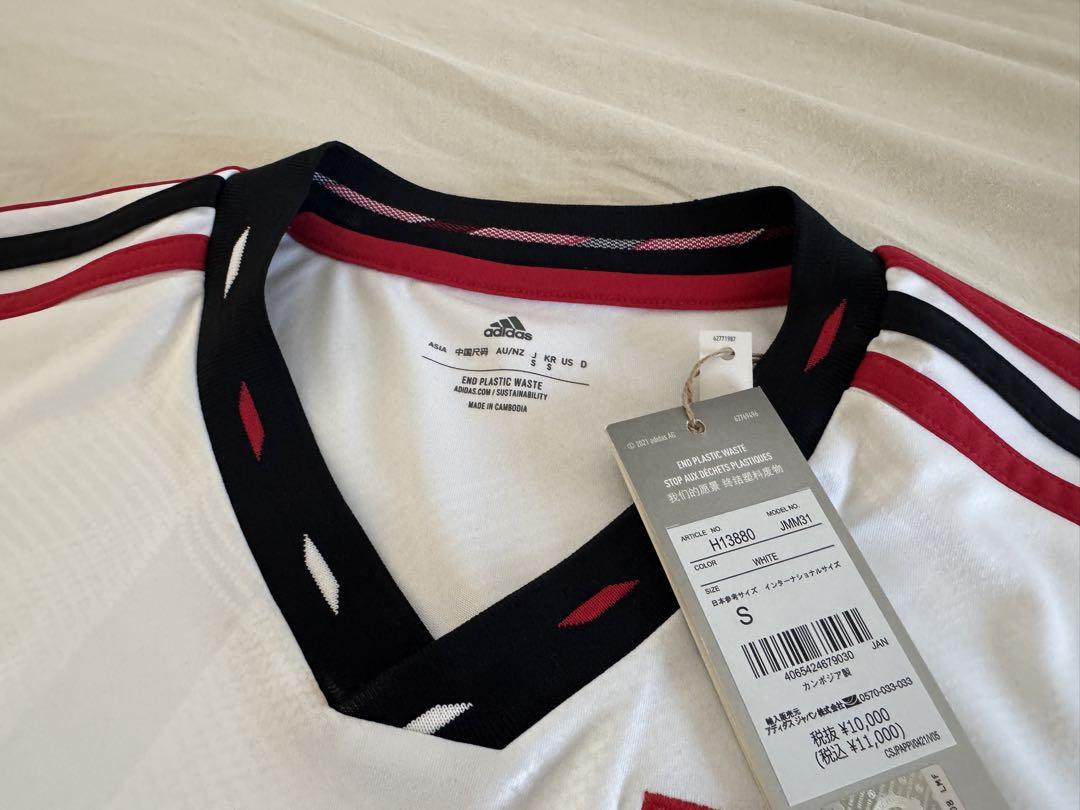 adidas
ASIA 中国尺码 AU/NZ J KR US D
S S
END PLASTIC WASTE
ADIDAS.COM / SUSTAINABILITY
MADE IN CAMBODIA
62771987
62769496
© 2021 adidas AG
END PLASTIC WASTE
STOP AUX DÉCHETS PLASTIQUES
我们的愿景 终结塑料废物
ARTICLE NO. MODEL NO.
H13880 JMM31
COLOR WHITE
SIZE
日本参考サイズ インターナショナルサイズ
S
4065424679030 JAN
カンボジア製
輸入販売元
アディダス ジャパン株式会社 0570-033-033
税抜 ¥10,000
(税込 ¥11,000)
CSJPAPPV0421V05